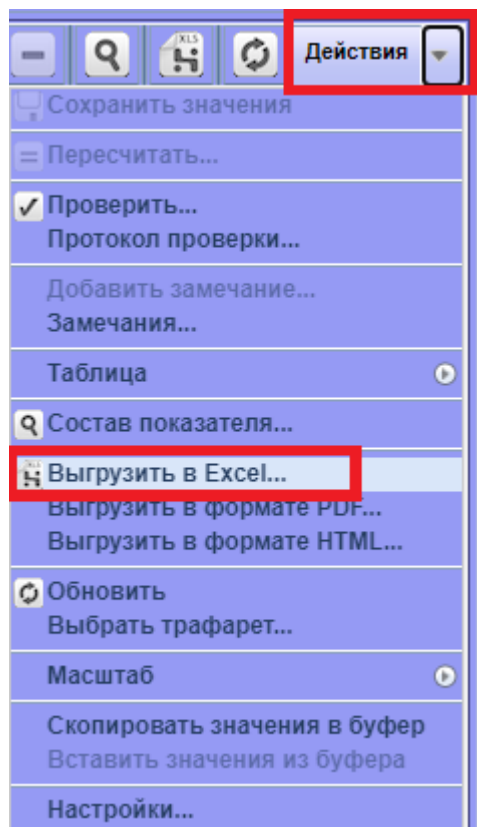 XLS
Действия
Сохранить значения
Пересчитать...
Проверить...
Протокол проверки...
Добавить замечание...
Замечания...
Таблица
Состав показателя...
Выгрузить в Excel...
Выгрузить в формате PDF...
Выгрузить в формате HTML...
Обновить
Выбрать трафарет...
Масштаб
Скопировать значения в буфер
Вставить значения из буфера
Настройки...